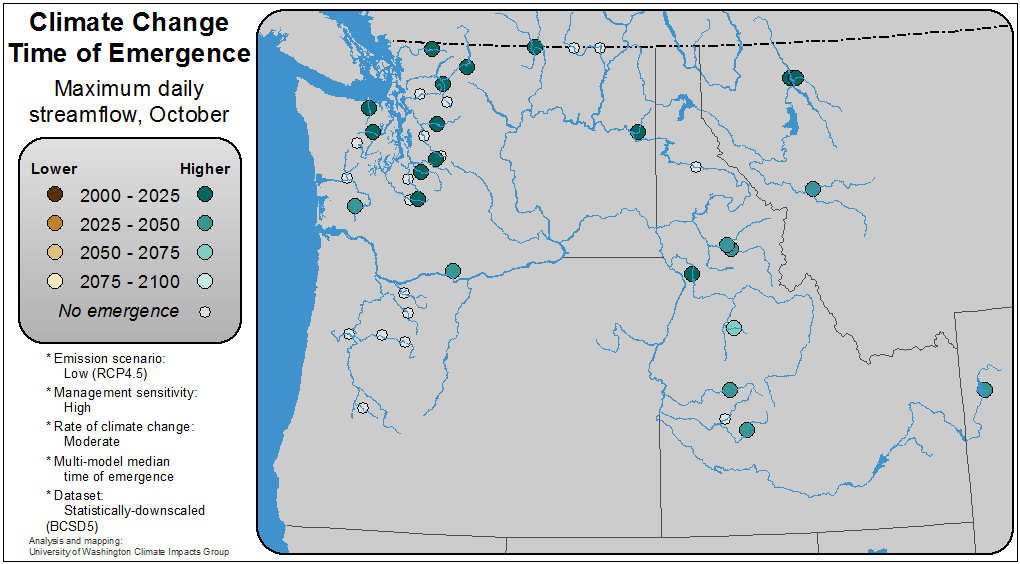 Climate Change
Time of Emergence
Maximum daily
streamflow, October
Lower Higher
2000 - 2025
2025 - 2050
2050 - 2075
2075 - 2100
No emergence
* Emission scenario:
Low (RCP4.5)
* Management sensitivity:
High
* Rate of climate change:
Moderate
* Multi-model median
time of emergence
* Dataset:
Statistically-downscaled
(BCSD5)
Analysis and mapping:
University of Washington Climate Impacts Group